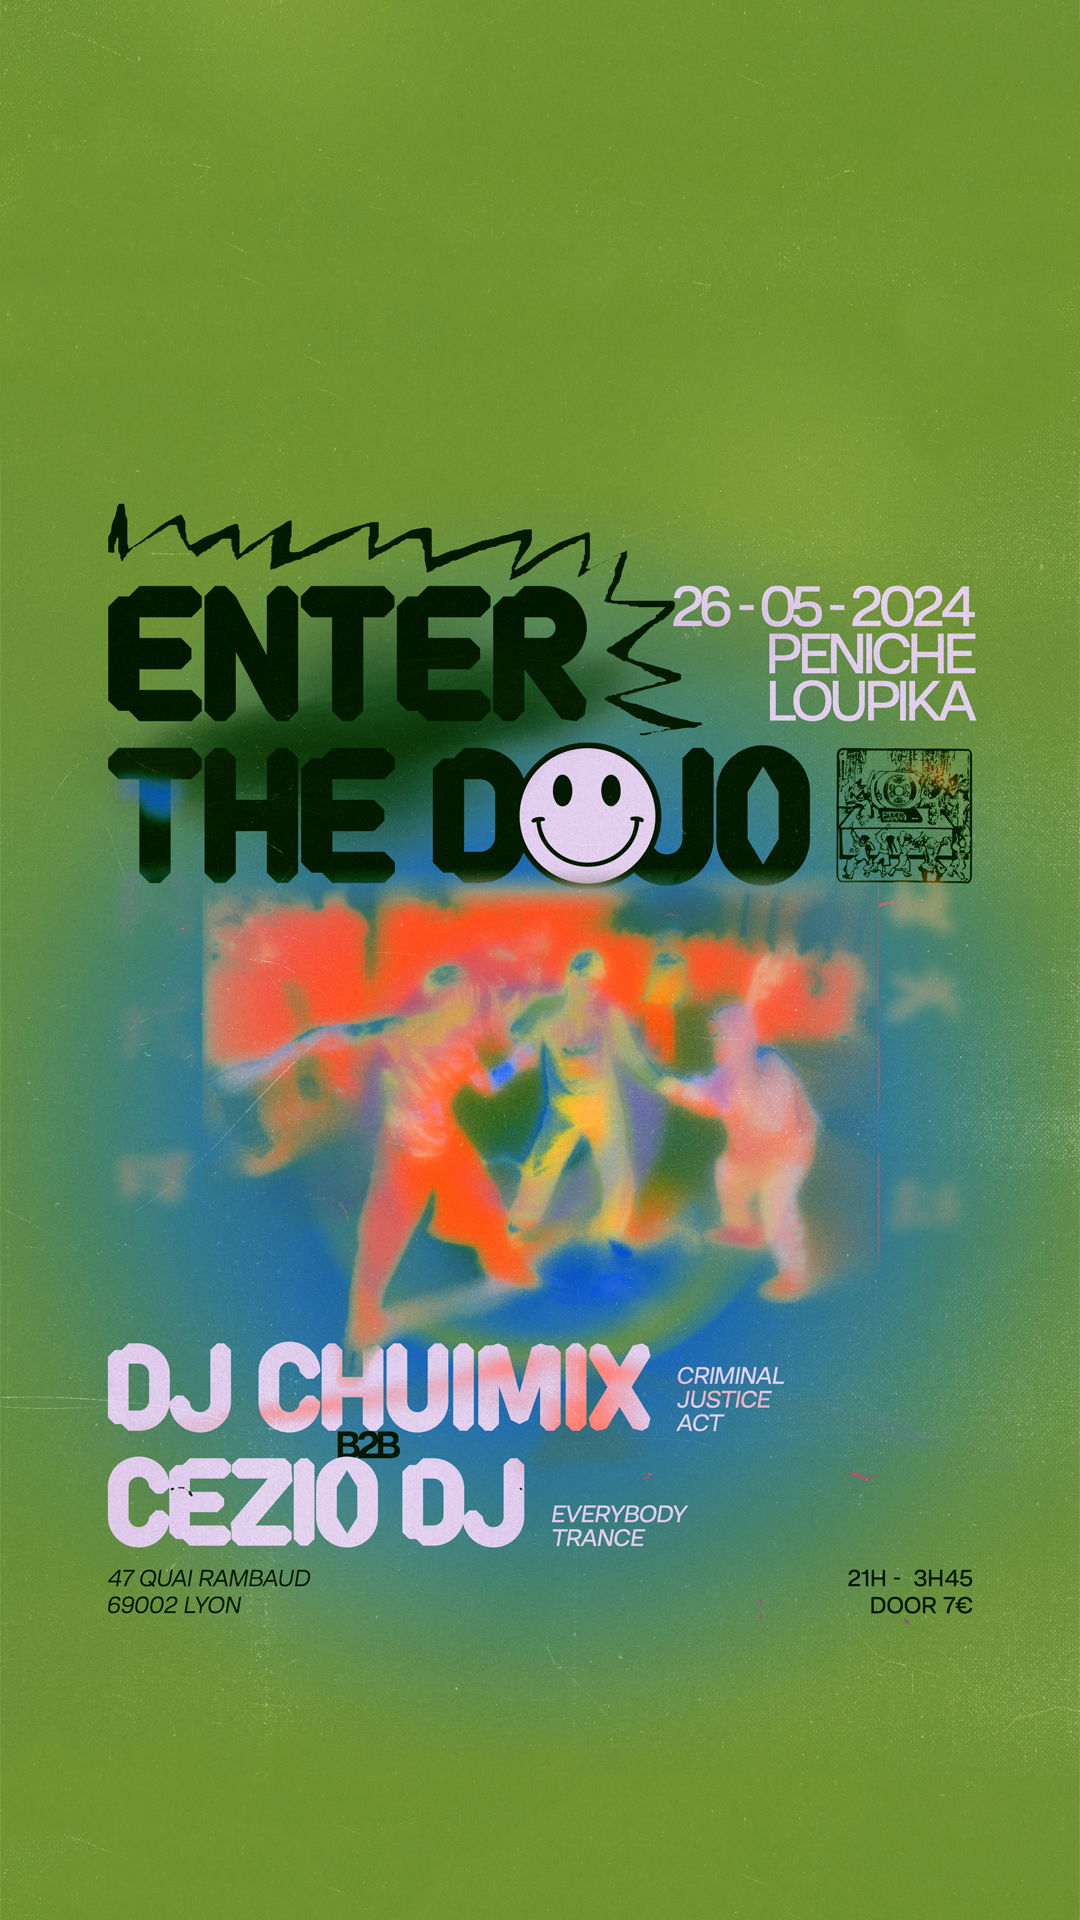 ENTER
THE DOJO
26 - 05 - 2024
PENICHE
LOUPIKA
DJ CHUIMIX
CRIMINAL
JUSTICE
ACT
B2B
CEZIO DJ
EVERYBODY
TRANCE
47 QUAI RAMBAUD
69002 LYON
21H - 3H45
DOOR 7€